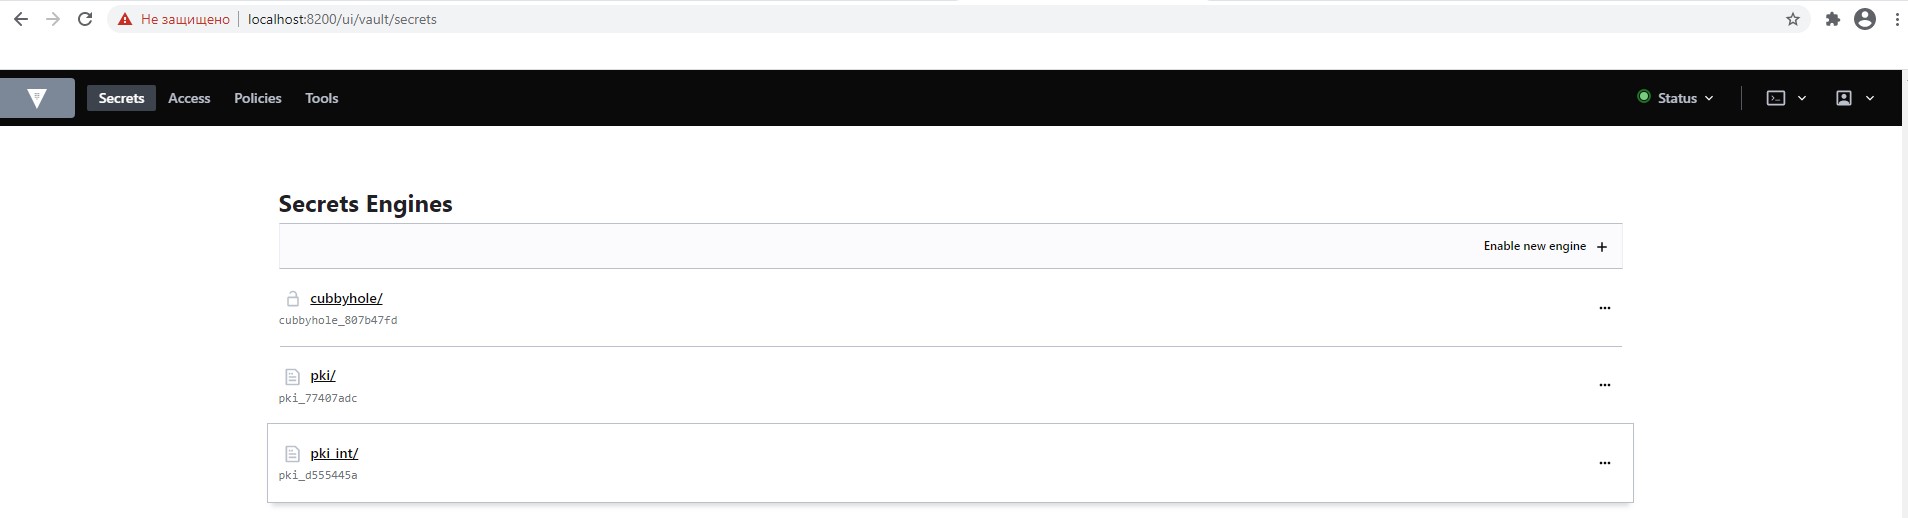 Не защищено localhost:8200/ui/vault/secrets
Secrets Access Policies Tools Status
Secrets Engines
Enable new engine
cubbyhole/
cubbyhole_807b47fd
pki/
pki_77407adc
pki_int/
pki_d555445a